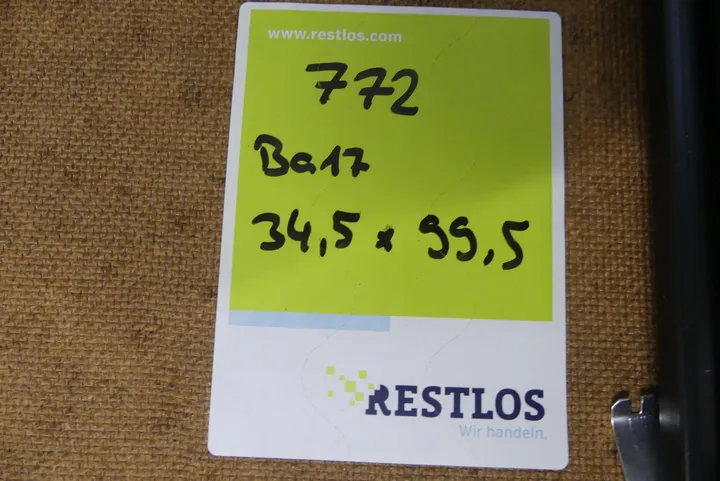 www.restlos.com
772
Ba17
34,5 x 99,5
RESTLOS
Wir handeln.